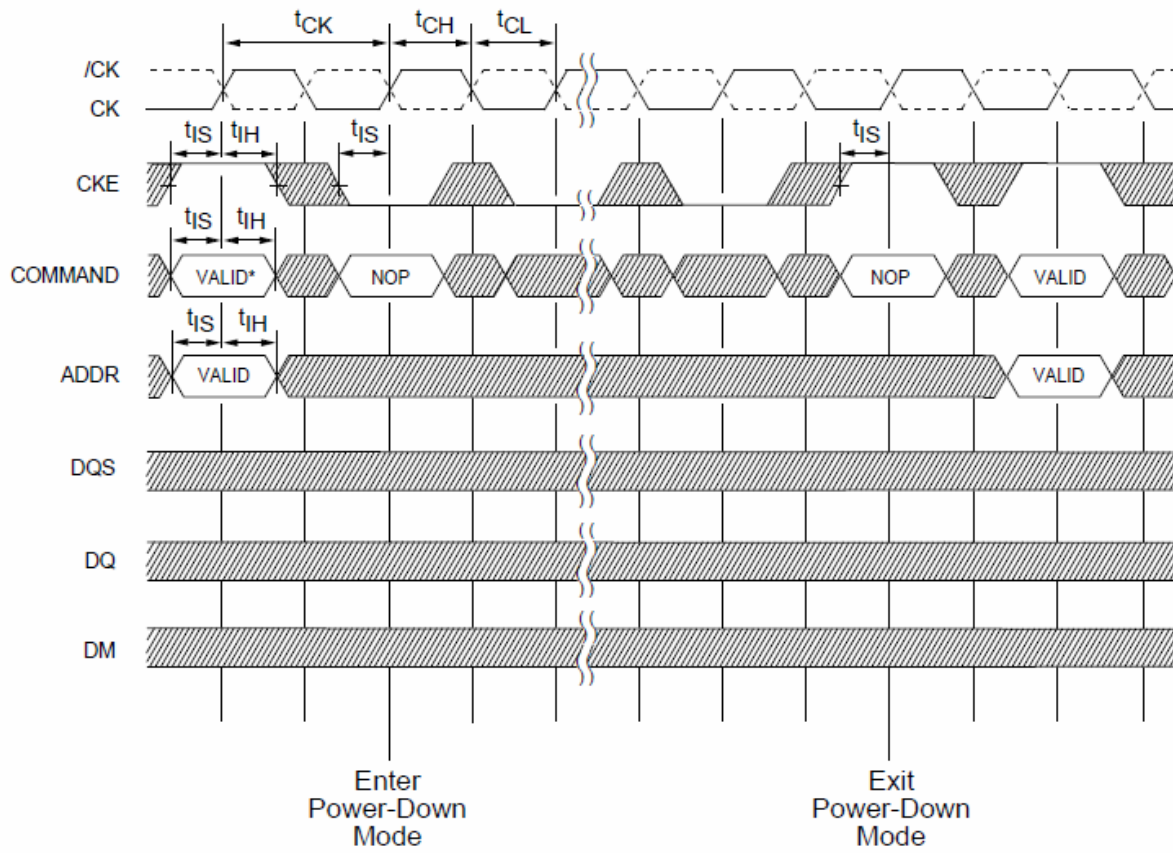 tCK tCH tCL
/CK
CK
tIS tIH tIS tIS
CKE
tIS tIH
COMMAND VALID* NOP NOP VALID
tIS tIH
ADDR VALID VALID
DQS
DQ
DM
Enter
Power-Down
Mode
Exit
Power-Down
Mode